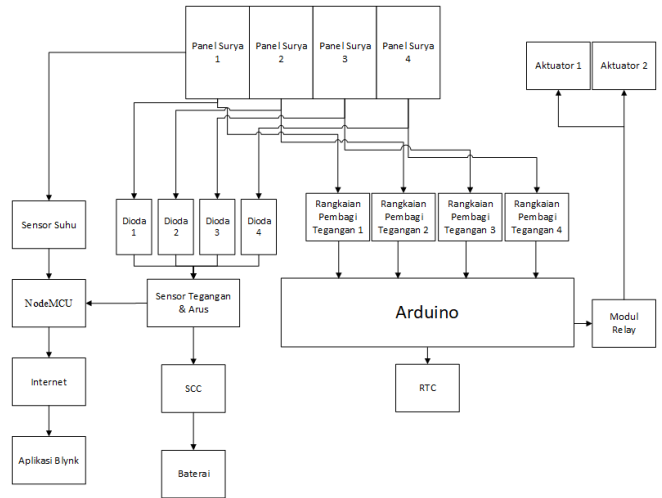 Panel Surya
1
Panel Surya
2
Panel Surya
3
Panel Surya
4
Aktuator 1
Aktuator 2
Sensor Suhu
Dioda
1
Dioda
2
Dioda
3
Dioda
4
Rangkaian
Pembagi
Tegangan 1
Rangkaian
Pembagi
Tegangan 2
Rangkaian
Pembagi
Tegangan 3
Rangkaian
Pembagi
Tegangan 4
NodeMCU
Sensor Tegangan
& Arus
Arduino
Modul
Relay
Internet
SCC
RTC
Aplikasi Blynk
Baterai